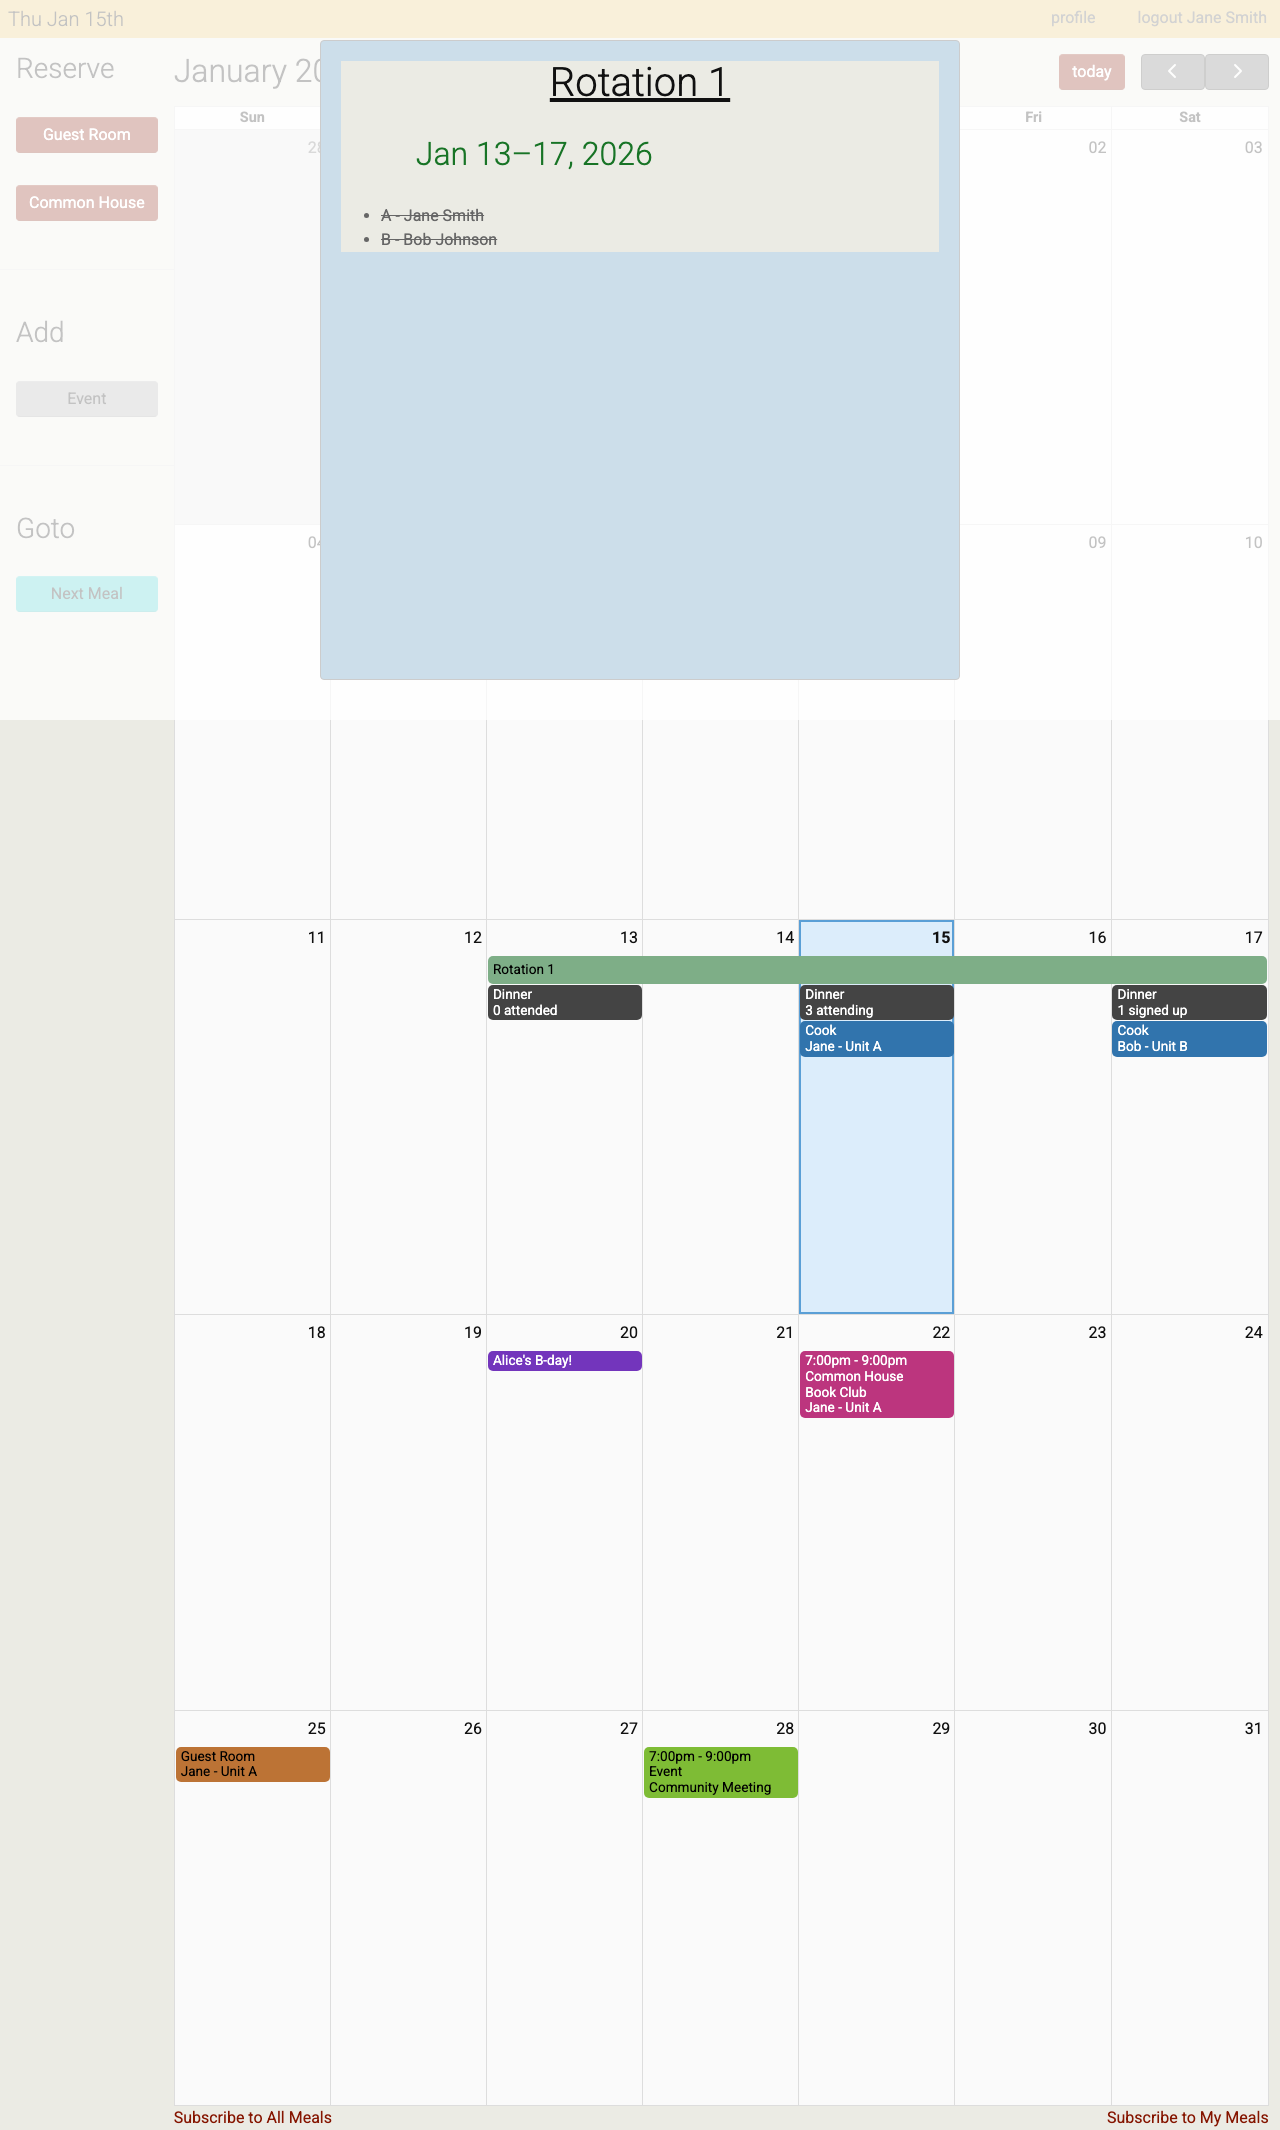 Thu Jan 15th
profile
logout Jane Smith
Reserve
Guest Room
Common House
Add
Event
Goto
Next Meal
January 20
today
Rotation 1
Jan 13–17, 2026
A - Jane Smith
B - Bob Johnson
Sun
Fri
Sat
28
02
03
04
09
10
11
12
13
14
15
16
17
Rotation 1
Dinner
0 attended
Dinner
3 attending
Cook
Jane - Unit A
Dinner
1 signed up
Cook
Bob - Unit B
18
19
20
21
22
23
24
Alice's B-day!
7:00pm - 9:00pm
Common House
Book Club
Jane - Unit A
25
26
27
28
29
30
31
Guest Room
Jane - Unit A
7:00pm - 9:00pm
Event
Community Meeting
Subscribe to All Meals
Subscribe to My Meals